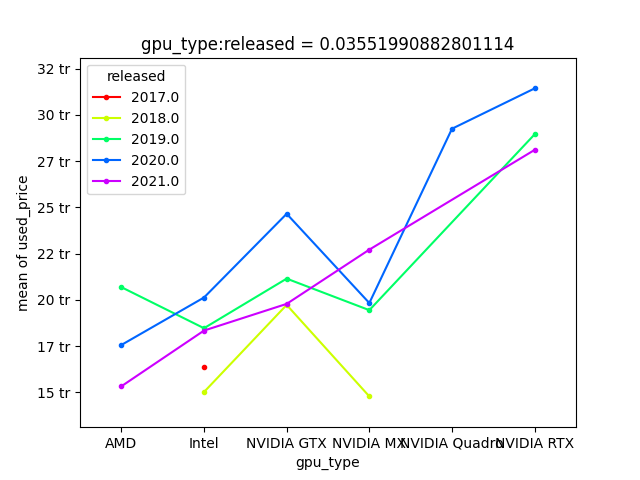 gpu_type:released = 0.03551990882801114
32 tr
30 tr
27 tr
25 tr
22 tr
20 tr
17 tr
15 tr
mean of used_price
released
2017.0
2018.0
2019.0
2020.0
2021.0
AMD Intel NVIDIA GTX NVIDIA MX NVIDIA Quadro NVIDIA RTX
gpu_type